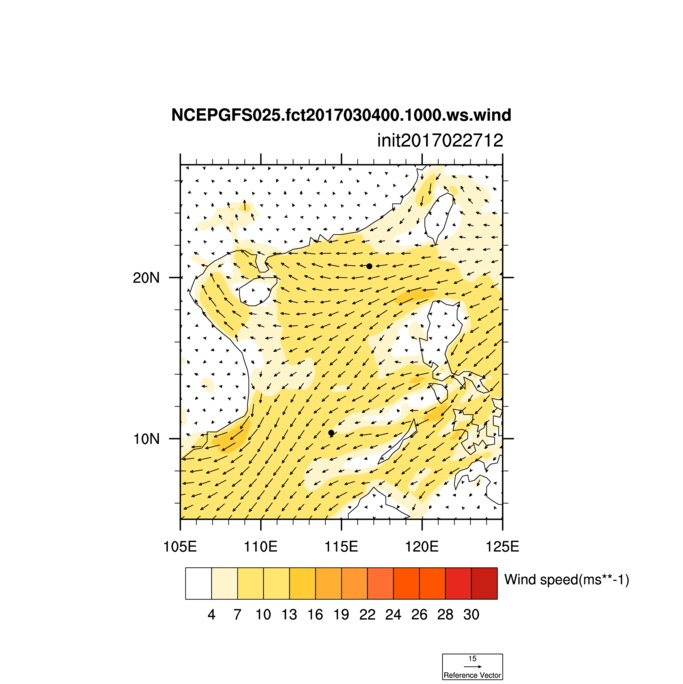 NCEPGFS025.fct2017030400.1000.ws.wind
init2017022712
20N
10N
105E 110E 115E 120E 125E
Wind speed(ms**-1)
4 7 10 13 16 19 22 24 26 28 30
15
Reference Vector